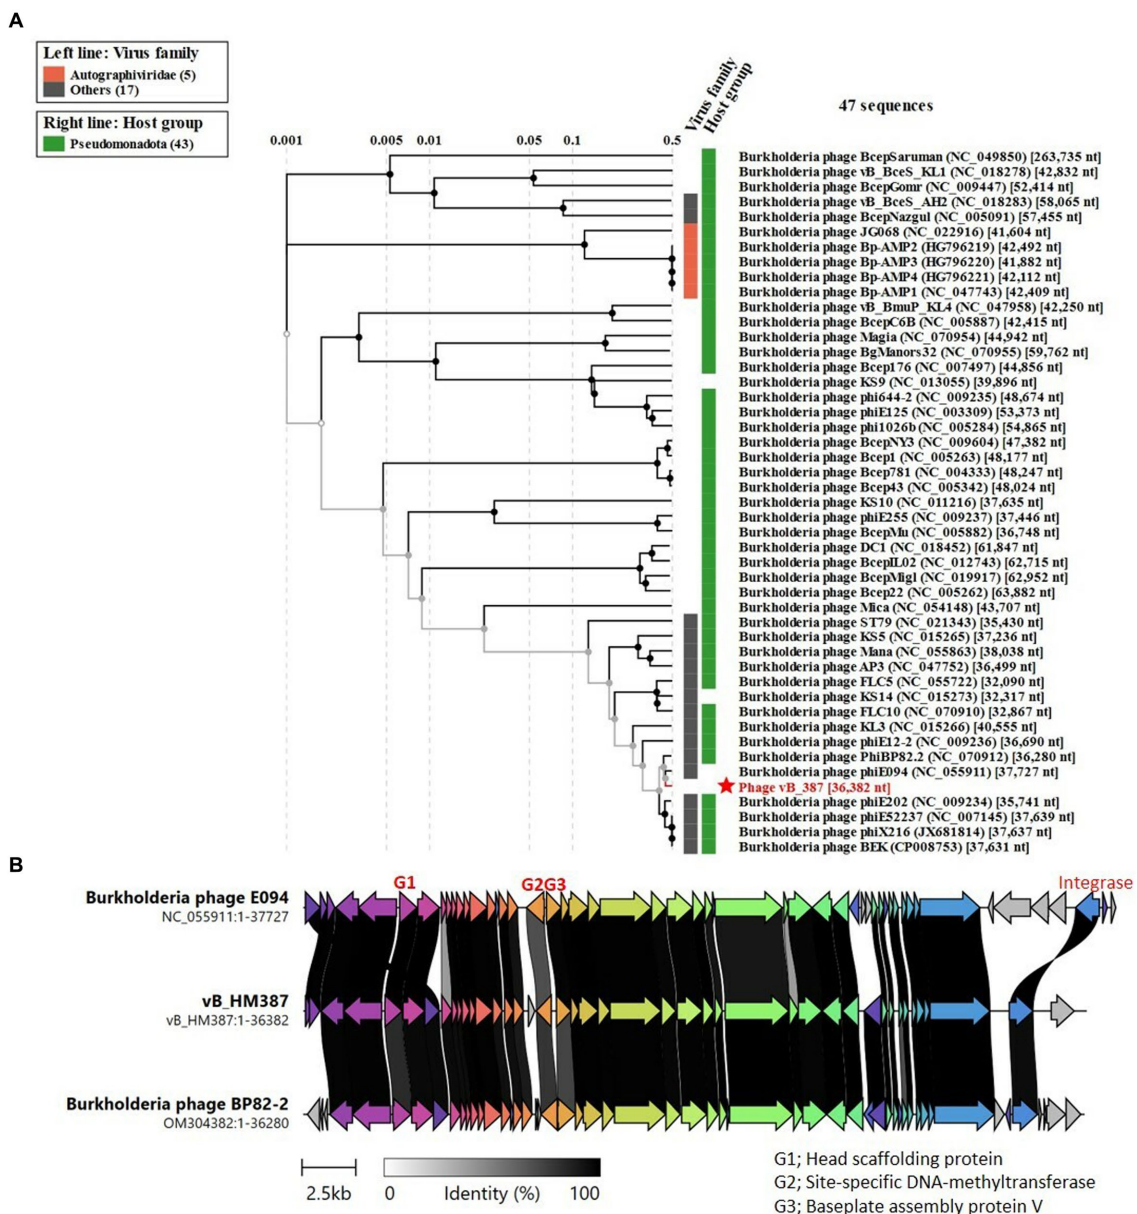 A
Left line: Virus family
Autographiviridae (5)
Others (17)
Right line: Host group
Pseudomonadota (43)
Virus family
Host group
47 sequences
0.001 0.005 0.01 0.05 0.1 0.5
Burkholderia phage BcepSaruman (NC_049850) [263,735 nt]
Burkholderia phage vB_BceS_KL1 (NC_018278) [42,832 nt]
Burkholderia phage BcepGomr (NC_009447) [52,414 nt]
Burkholderia phage vB_BceS_AH2 (NC_018283) [58,065 nt]
Burkholderia phage BcepNazgul (NC_005091) [57,455 nt]
Burkholderia phage JG068 (NC_022916) [41,604 nt]
Burkholderia phage Bp-AMP2 (HG796219) [42,492 nt]
Burkholderia phage Bp-AMP3 (HG796220) [41,882 nt]
Burkholderia phage Bp-AMP4 (HG796221) [42,112 nt]
Burkholderia phage Bp-AMP1 (NC_047743) [42,409 nt]
Burkholderia phage vB_BmuP_KL4 (NC_047958) [42,250 nt]
Burkholderia phage BcepC6B (NC_005887) [42,415 nt]
Burkholderia phage Magia (NC_070954) [44,942 nt]
Burkholderia phage BgManors32 (NC_070955) [59,762 nt]
Burkholderia phage Bcep176 (NC_007497) [44,856 nt]
Burkholderia phage KS9 (NC_013055) [39,896 nt]
Burkholderia phage phi644-2 (NC_009235) [48,674 nt]
Burkholderia phage phiE125 (NC_003309) [53,373 nt]
Burkholderia phage phi1026b (NC_005284) [54,865 nt]
Burkholderia phage BcepNY3 (NC_009604) [47,382 nt]
Burkholderia phage Bcep1 (NC_005263) [48,177 nt]
Burkholderia phage Bcep781 (NC_004333) [48,247 nt]
Burkholderia phage Bcep43 (NC_005342) [48,024 nt]
Burkholderia phage KS10 (NC_011216) [37,635 nt]
Burkholderia phage phiE255 (NC_009237) [37,446 nt]
Burkholderia phage BcepMu (NC_005882) [36,748 nt]
Burkholderia phage DC1 (NC_018452) [61,847 nt]
Burkholderia phage BcepIL02 (NC_012743) [62,715 nt]
Burkholderia phage BcepMigl (NC_019917) [62,952 nt]
Burkholderia phage Bcep22 (NC_005262) [63,882 nt]
Burkholderia phage Mica (NC_054148) [43,707 nt]
Burkholderia phage ST79 (NC_021343) [35,430 nt]
Burkholderia phage KS5 (NC_015265) [37,236 nt]
Burkholderia phage Mana (NC_055863) [38,038 nt]
Burkholderia phage AP3 (NC_047752) [36,499 nt]
Burkholderia phage FLC5 (NC_055722) [32,090 nt]
Burkholderia phage KS14 (NC_015273) [32,317 nt]
Burkholderia phage FLC10 (NC_070910) [32,867 nt]
Burkholderia phage KL3 (NC_015266) [40,555 nt]
Burkholderia phage phiE12-2 (NC_009236) [36,690 nt]
Burkholderia phage PhiBP82.2 (NC_070912) [36,280 nt]
Burkholderia phage phiE094 (NC_055911) [37,727 nt]
Phage vB_387 [36,382 nt]
Burkholderia phage phiE202 (NC_009234) [35,741 nt]
Burkholderia phage phiE52237 (NC_007145) [37,639 nt]
Burkholderia phage phiX216 (JX681814) [37,637 nt]
Burkholderia phage BEK (CP008753) [37,631 nt]
B
G1 G2 G3 Integrase
Burkholderia phage E094
NC_055911:1-37727
vB_HM387
vB_HM387:1-36382
Burkholderia phage BP82-2
OM304382:1-36280
2.5kb
0 Identity (%) 100
G1; Head scaffolding protein
G2; Site-specific DNA-methyltransferase
G3; Baseplate assembly protein V